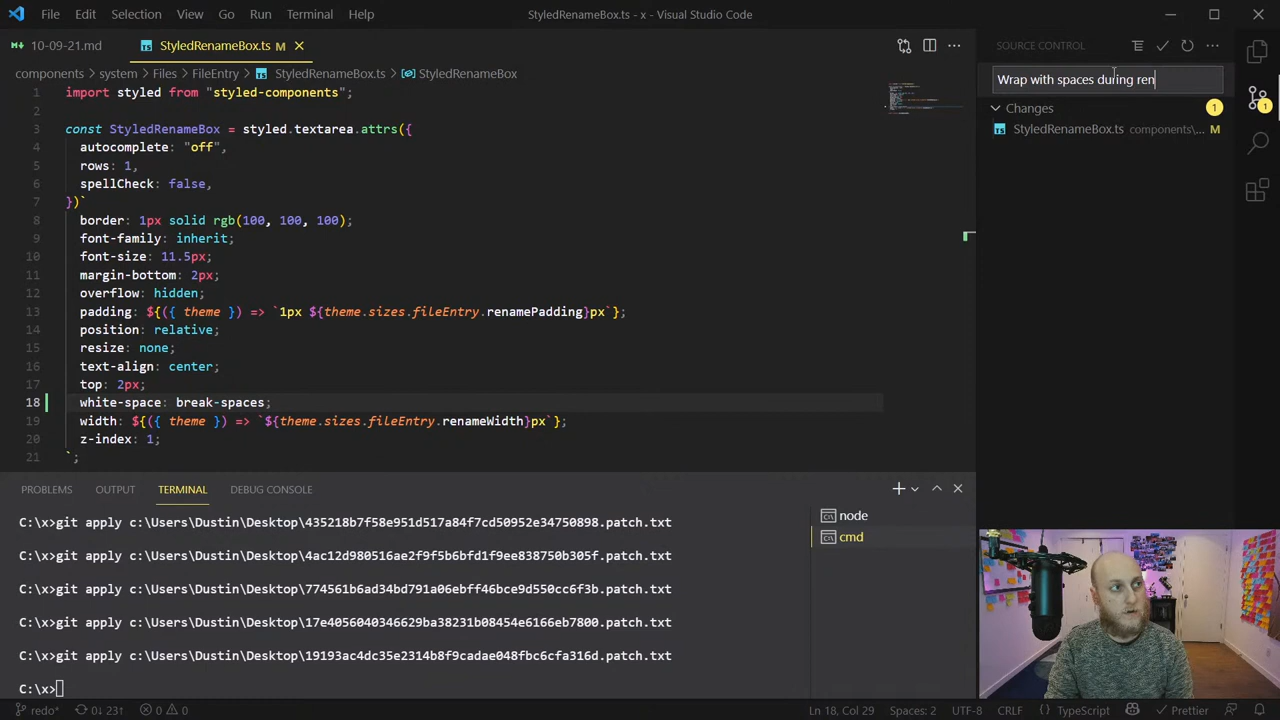 File Edit Selection View Go Run Terminal Help
StyledRenameBox.ts - x - Visual Studio Code
10-09-21.md
TS StyledRenameBox.ts M
components > system > Files > FileEntry > TS StyledRenameBox.ts > StyledRenameBox
1 import styled from "styled-components";
2
3 const StyledRenameBox = styled.textarea.attrs({
4 autocomplete: "off",
5 rows: 1,
6 spellCheck: false,
7 })`
8 border: 1px solid rgb(100, 100, 100);
9 font-family: inherit;
10 font-size: 11.5px;
11 margin-bottom: 2px;
12 overflow: hidden;
13 padding: ${({ theme }) => `1px ${theme.sizes.fileEntry.renamePadding}px`};
14 position: relative;
15 resize: none;
16 text-align: center;
17 top: 2px;
18 white-space: break-spaces;
19 width: ${({ theme }) => `${theme.sizes.fileEntry.renameWidth}px`};
20 z-index: 1;
21 `;
SOURCE CONTROL
Wrap with spaces during ren
Changes 1
TS StyledRenameBox.ts components\... M
1
PROBLEMS OUTPUT TERMINAL DEBUG CONSOLE
C:\x>git apply c:\Users\Dustin\Desktop\435218b7f58e951d517a84f7cd50952e34750898.patch.txt
C:\x>git apply c:\Users\Dustin\Desktop\4ac12d980516ae2f9f5b6bfd1f9ee838750b305f.patch.txt
C:\x>git apply c:\Users\Dustin\Desktop\774561b6ad34bd791a06ebff46bce9d550cc6f3b.patch.txt
C:\x>git apply c:\Users\Dustin\Desktop\17e4056040346629ba38231b08454e6166eb7800.patch.txt
C:\x>git apply c:\Users\Dustin\Desktop\19193ac4dc35e2314b8f9cadae048fbc6cfa316d.patch.txt
C:\x>
node
cmd
redo* 0↓ 23↑ 0 0
Ln 18, Col 29 Spaces: 2 UTF-8 CRLF { } TypeScript Prettier